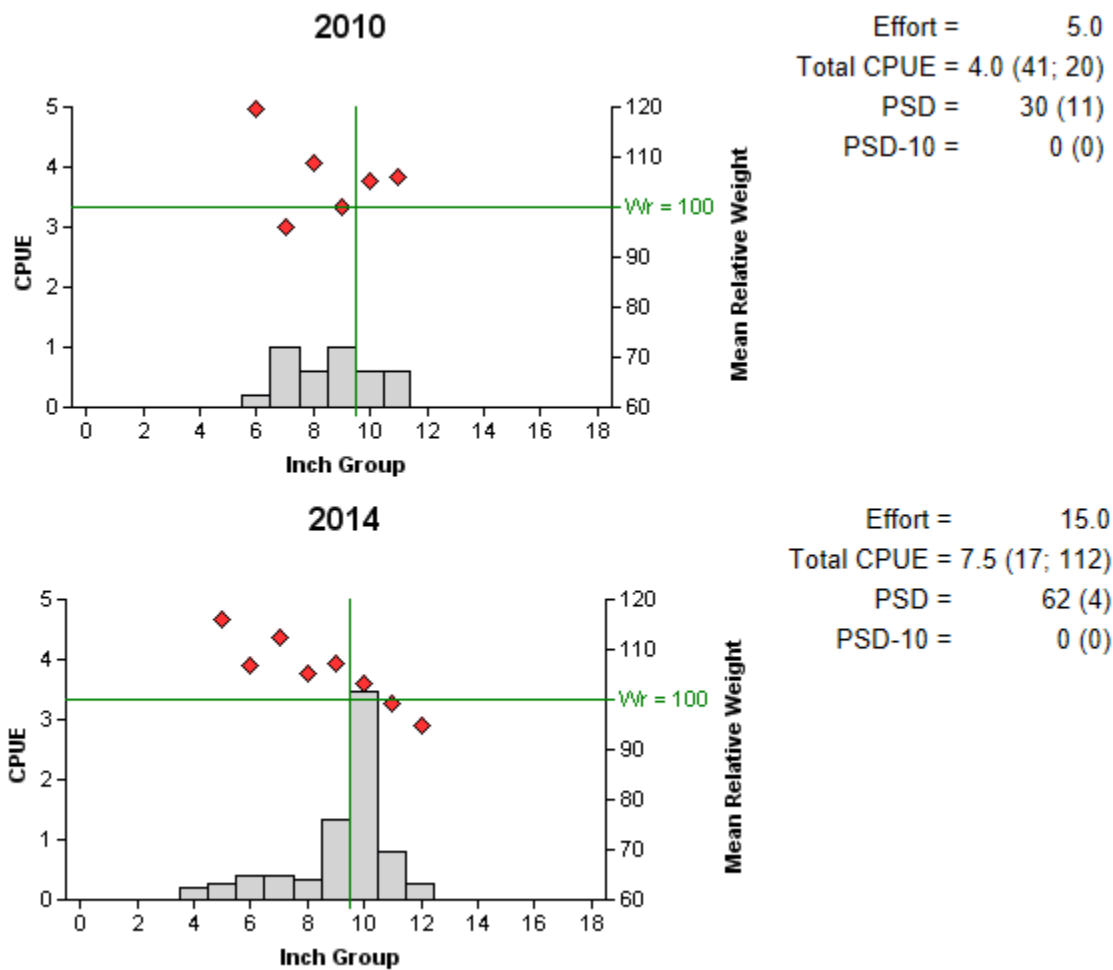 2010
Effort = 5.0
Total CPUE = 4.0 (41; 20)
PSD = 30 (11)
PSD-10 = 0 (0)
5
4
3
2
1
0
CPUE
120
110
Wr = 100
90
80
70
60
Mean Relative Weight
0 2 4 6 8 10 12 14 16 18
Inch Group
2014
Effort = 15.0
Total CPUE = 7.5 (17; 112)
PSD = 62 (4)
PSD-10 = 0 (0)
5
4
3
2
1
0
CPUE
120
110
Wr = 100
90
80
70
60
Mean Relative Weight
0 2 4 6 8 10 12 14 16 18
Inch Group